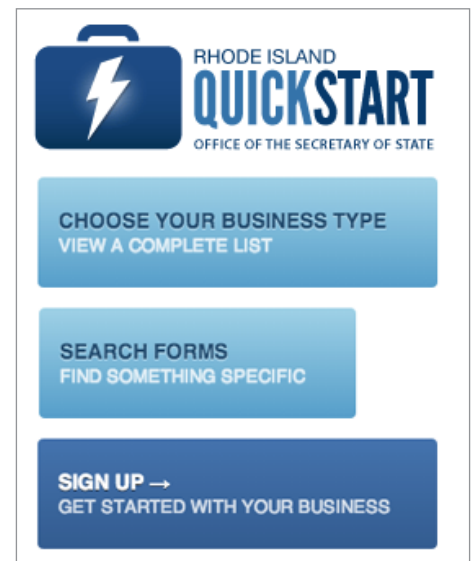 RHODE ISLAND
QUICKSTART
OFFICE OF THE SECRETARY OF STATE
CHOOSE YOUR BUSINESS TYPE
VIEW A COMPLETE LIST
SEARCH FORMS
FIND SOMETHING SPECIFIC
SIGN UP →
GET STARTED WITH YOUR BUSINESS